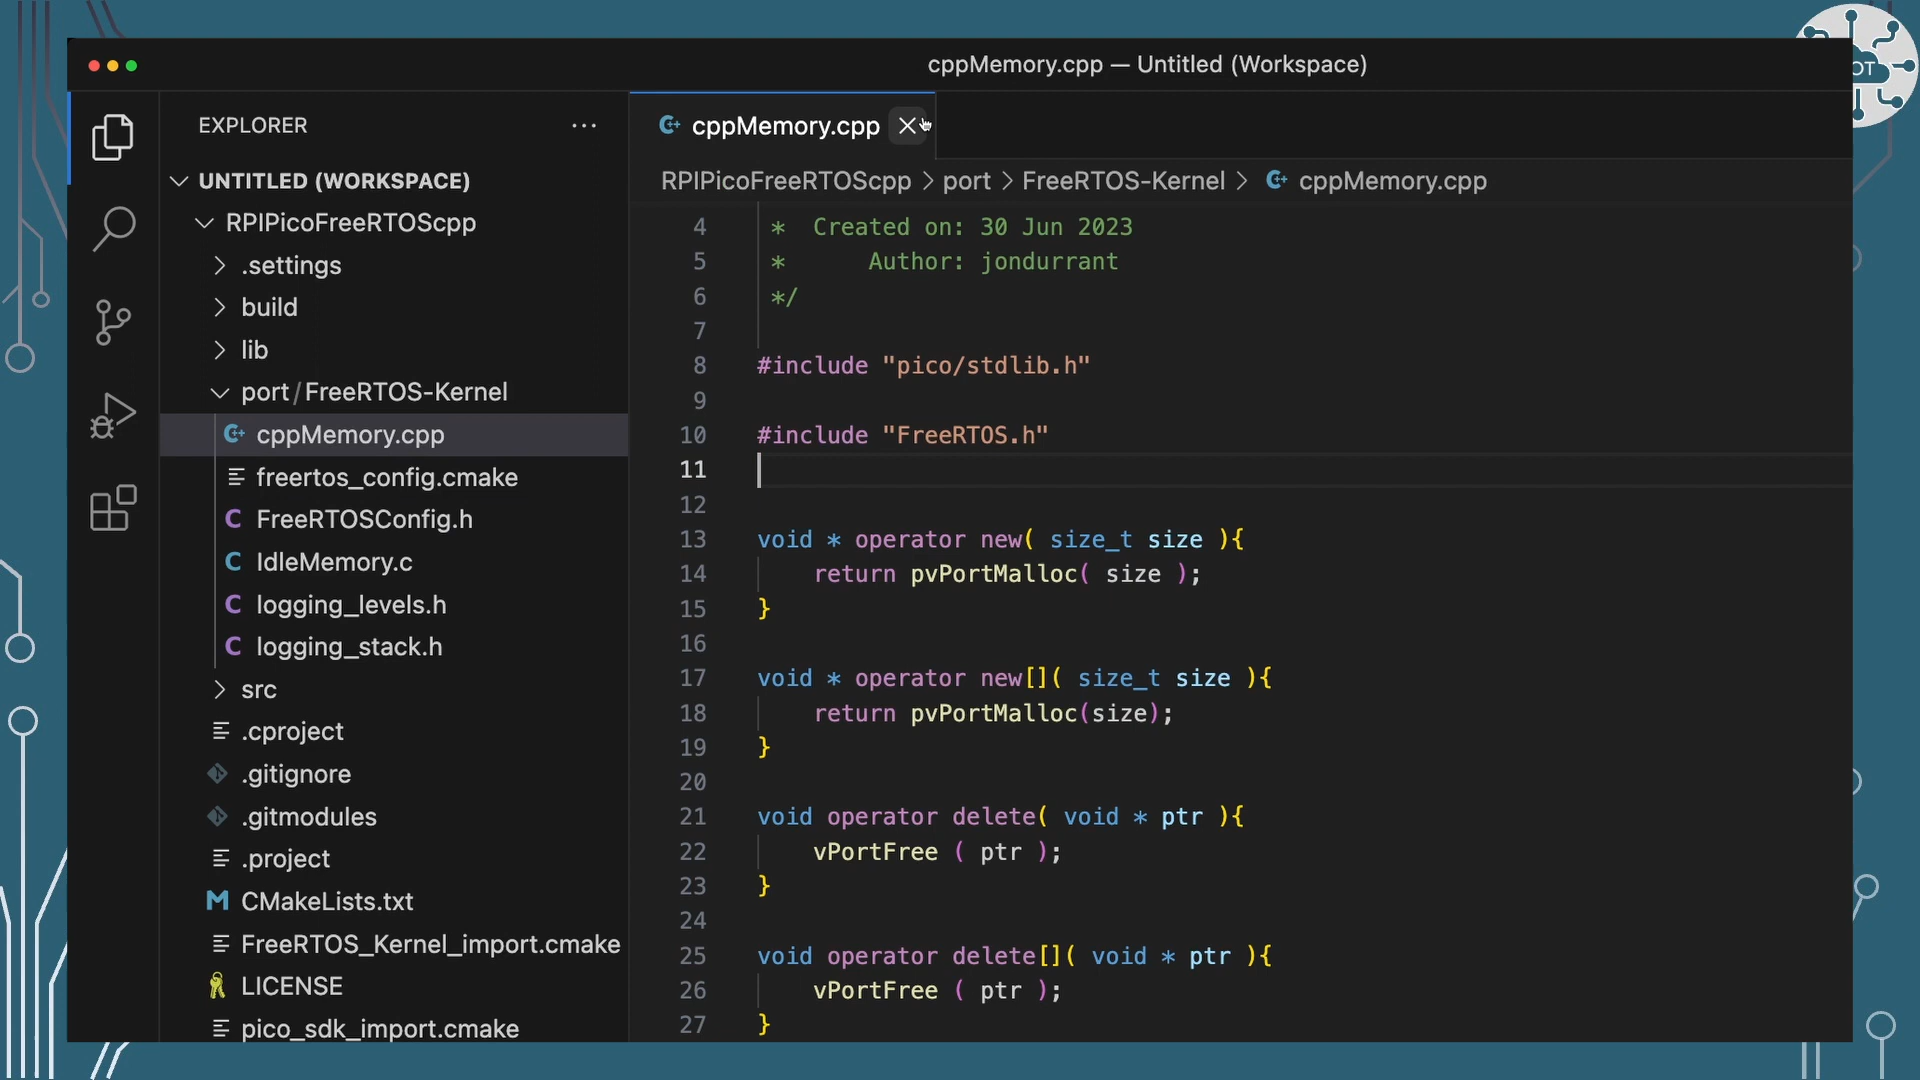 cppMemory.cpp — Untitled (Workspace)
OT
EXPLORER
UNTITLED (WORKSPACE)
RPIPicoFreeRTOScpp
.settings
build
lib
port/FreeRTOS-Kernel
cppMemory.cpp
freertos_config.cmake
FreeRTOSConfig.h
IdleMemory.c
logging_levels.h
logging_stack.h
src
.cproject
.gitignore
.gitmodules
.project
CMakeLists.txt
FreeRTOS_Kernel_import.cmake
LICENSE
pico_sdk_import.cmake
cppMemory.cpp
RPIPicoFreeRTOScpp > port > FreeRTOS-Kernel > cppMemory.cpp
4 * Created on: 30 Jun 2023
5 * Author: jondurrant
6 */
7
8 #include "pico/stdlib.h"
9
10 #include "FreeRTOS.h"
11
12
13 void * operator new( size_t size ){
14 return pvPortMalloc( size );
15 }
16
17 void * operator new[]( size_t size ){
18 return pvPortMalloc(size);
19 }
20
21 void operator delete( void * ptr ){
22 vPortFree ( ptr );
23 }
24
25 void operator delete[]( void * ptr ){
26 vPortFree ( ptr );
27 }